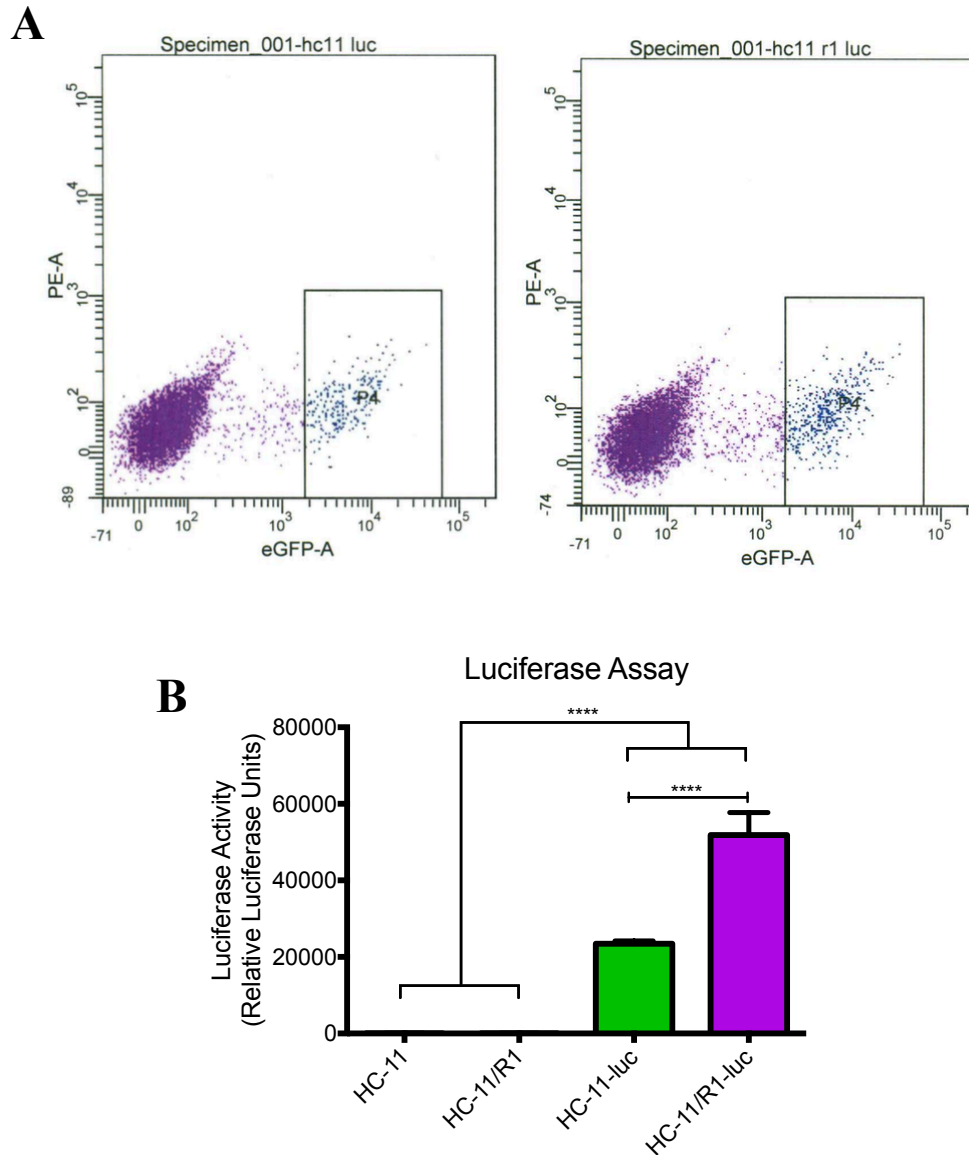 A
Specimen_001-hc11 luc
PE-A
10^5
10^4
10^3
10^2
0
-89
P4
-71 0 10^2 10^3 10^4 10^5
eGFP-A
Specimen_001-hc11 r1 luc
PE-A
10^5
10^4
10^3
10^2
0
-74
P4
-71 0 10^2 10^3 10^4 10^5
eGFP-A
B
Luciferase Assay
Luciferase Activity
(Relative Luciferase Units)
80000
60000
40000
20000
0
****
****
HC-11
HC-11/R1
HC-11-luc
HC-11/R1-luc